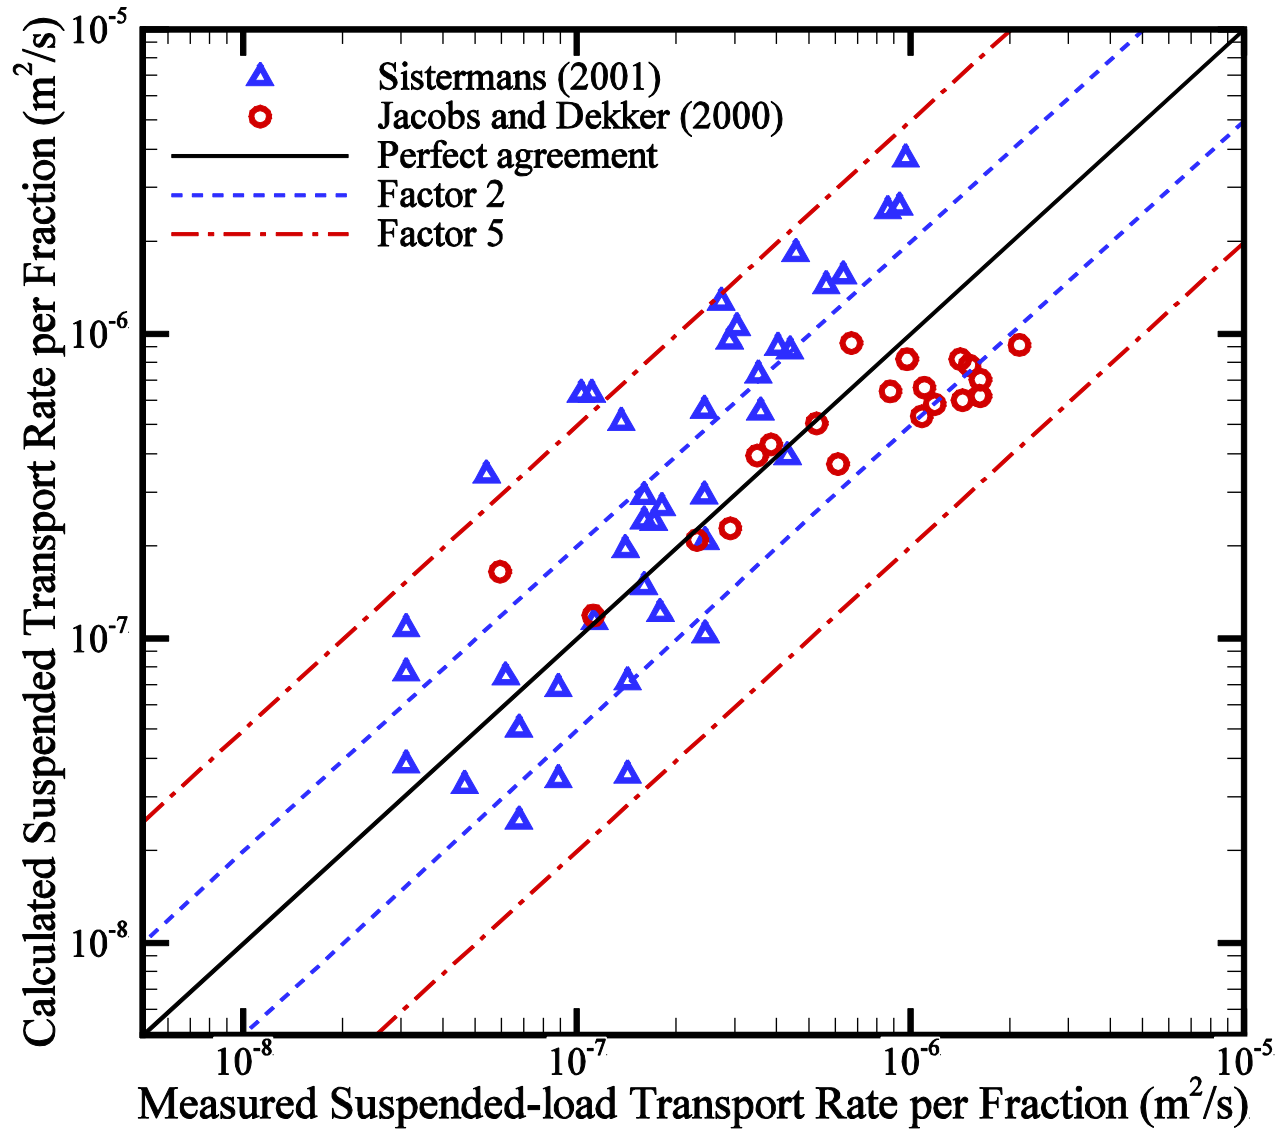 Calculated Suspended Transport Rate per Fraction (m²/s)
10⁻⁵
10⁻⁶
10⁻⁷
10⁻⁸
Sistermans (2001)
Jacobs and Dekker (2000)
Perfect agreement
Factor 2
Factor 5
10⁻⁸ 10⁻⁷ 10⁻⁶ 10⁻⁵
Measured Suspended-load Transport Rate per Fraction (m²/s)